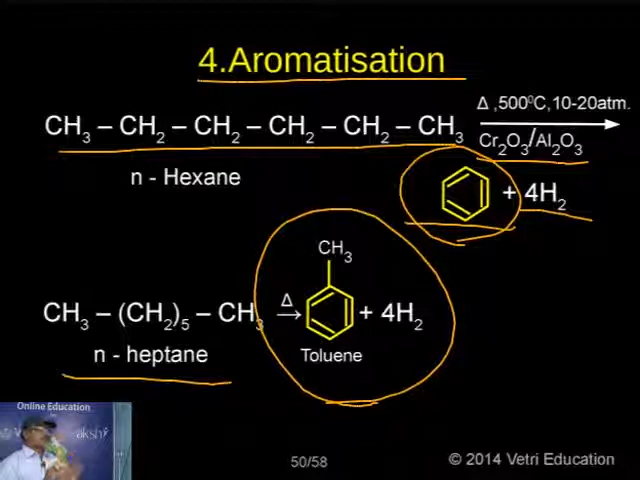 4.Aromatisation
CH₃ – CH₂ – CH₂ – CH₂ – CH₂ – CH₃
Δ ,500⁰C,10-20atm.
Cr₂O₃/Al₂O₃
n - Hexane
+ 4H₂
CH₃
CH₃ – (CH₂)₅ – CH₃ Δ → + 4H₂
n - heptane
Toluene
Online Education
50/58
© 2014 Vetri Education